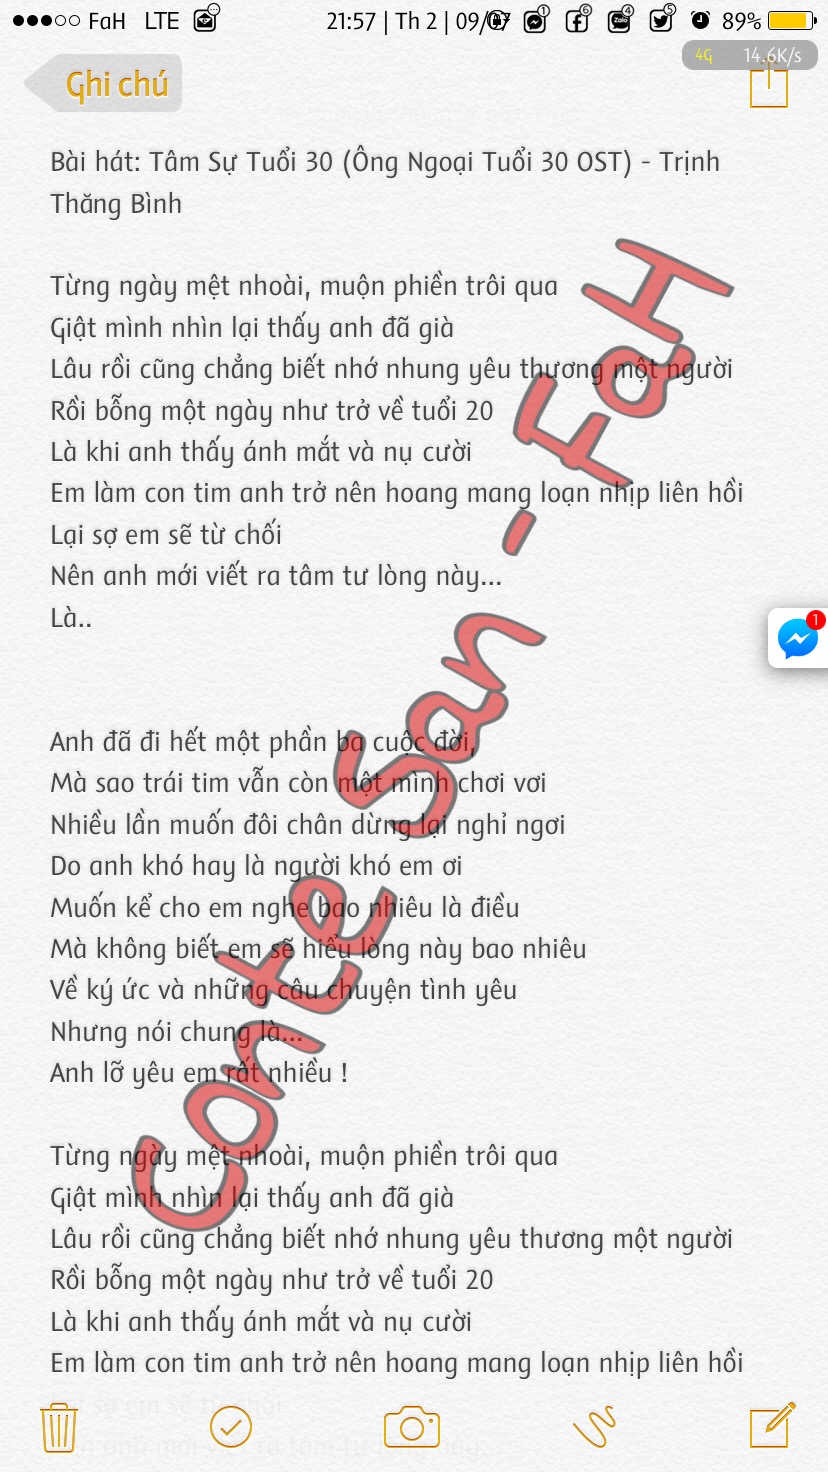 FaH LTE 21:57 | Th 2 | 09/07 89%
4G 14.6K/s
Ghi chú
Bài hát: Tâm Sự Tuổi 30 (Ông Ngoại Tuổi 30 OST) - Trịnh
Thăng Bình
Từng ngày mệt nhoài, muộn phiền trôi qua
Giật mình nhìn lại thấy anh đã già
Lâu rồi cũng chẳng biết nhớ nhung yêu thương một người
Rồi bỗng một ngày như trở về tuổi 20
Là khi anh thấy ánh mắt và nụ cười
Em làm con tim anh trở nên hoang mang loạn nhịp liên hồi
Lại sợ em sẽ từ chối
Nên anh mới viết ra tâm tư lòng này...
Là..
1
Anh đã đi hết một phần ba cuộc đời,
Mà sao trái tim vẫn còn một mình chơi vơi
Nhiều lần muốn đôi chân dừng lại nghỉ ngơi
Do anh khó hay là người khó em ơi
Muốn kể cho em nghe bao nhiêu là điều
Mà không biết em sẽ hiểu lòng này bao nhiêu
Về ký ức và những câu chuyện tình yêu
Nhưng nói chung là...
Anh lỡ yêu em rất nhiều !
Từng ngày mệt nhoài, muộn phiền trôi qua
Giật mình nhìn lại thấy anh đã già
Lâu rồi cũng chẳng biết nhớ nhung yêu thương một người
Rồi bỗng một ngày như trở về tuổi 20
Là khi anh thấy ánh mắt và nụ cười
Em làm con tim anh trở nên hoang mang loạn nhịp liên hồi
Conte San - FaH